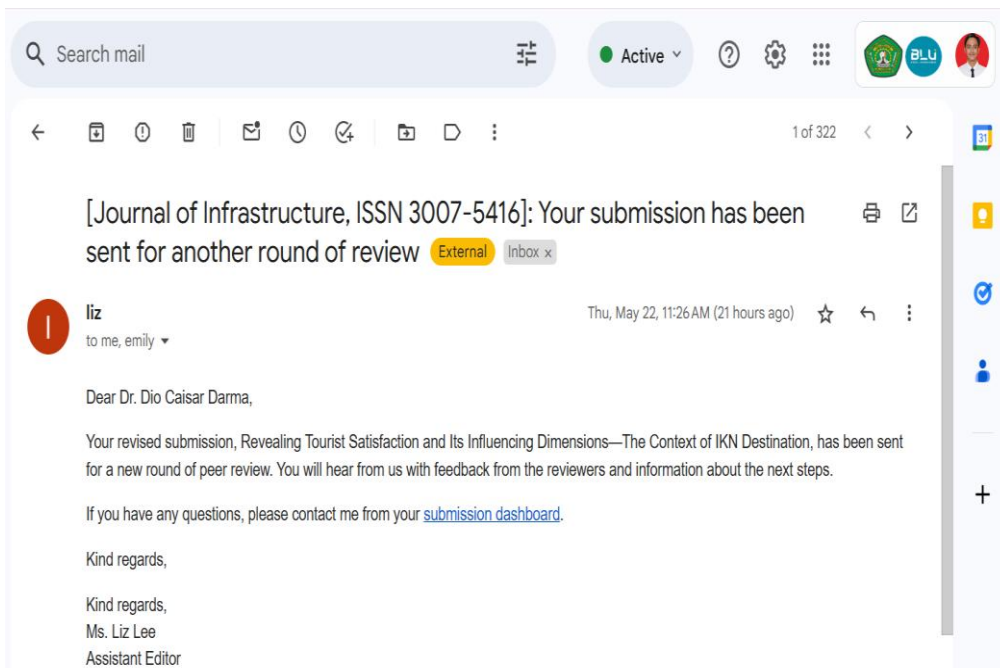 Search mail
Active
BLU
1 of 322
31
[Journal of Infrastructure, ISSN 3007-5416]: Your submission has been
sent for another round of review External Inbox x
l
liz
Thu, May 22, 11:26 AM (21 hours ago)
to me, emily
Dear Dr. Dio Caisar Darma,
Your revised submission, Revealing Tourist Satisfaction and Its Influencing Dimensions—The Context of IKN Destination, has been sent
for a new round of peer review. You will hear from us with feedback from the reviewers and information about the next steps.
If you have any questions, please contact me from your submission dashboard.
Kind regards,
Kind regards,
Ms. Liz Lee
Assistant Editor